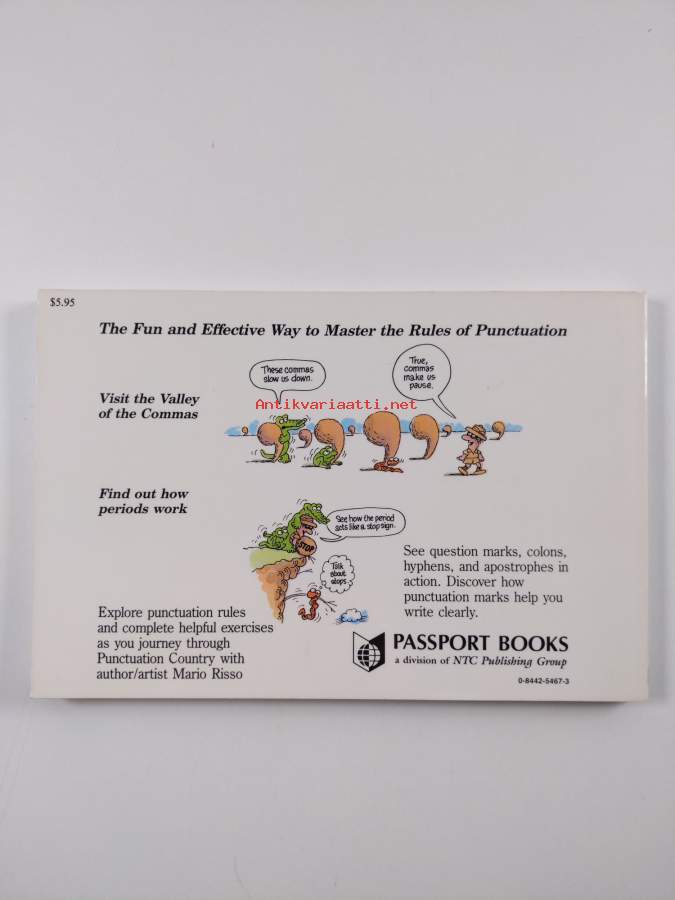 $5.95
The Fun and Effective Way to Master the Rules of Punctuation
These commas
slow us down.
True,
commas
make us
pause.
Visit the Valley
of the Commas
Antikvariaatti.net
Find out how
periods work
See how the period
acts like a stop sign.
STOP
Talk
about
stops.
See question marks, colons,
hyphens, and apostrophes in
action. Discover how
punctuation marks help you
write clearly.
Explore punctuation rules
and complete helpful exercises
as you journey through
Punctuation Country with
author/artist Mario Risso
PASSPORT BOOKS
a division of NTC Publishing Group
0-8442-5467-3